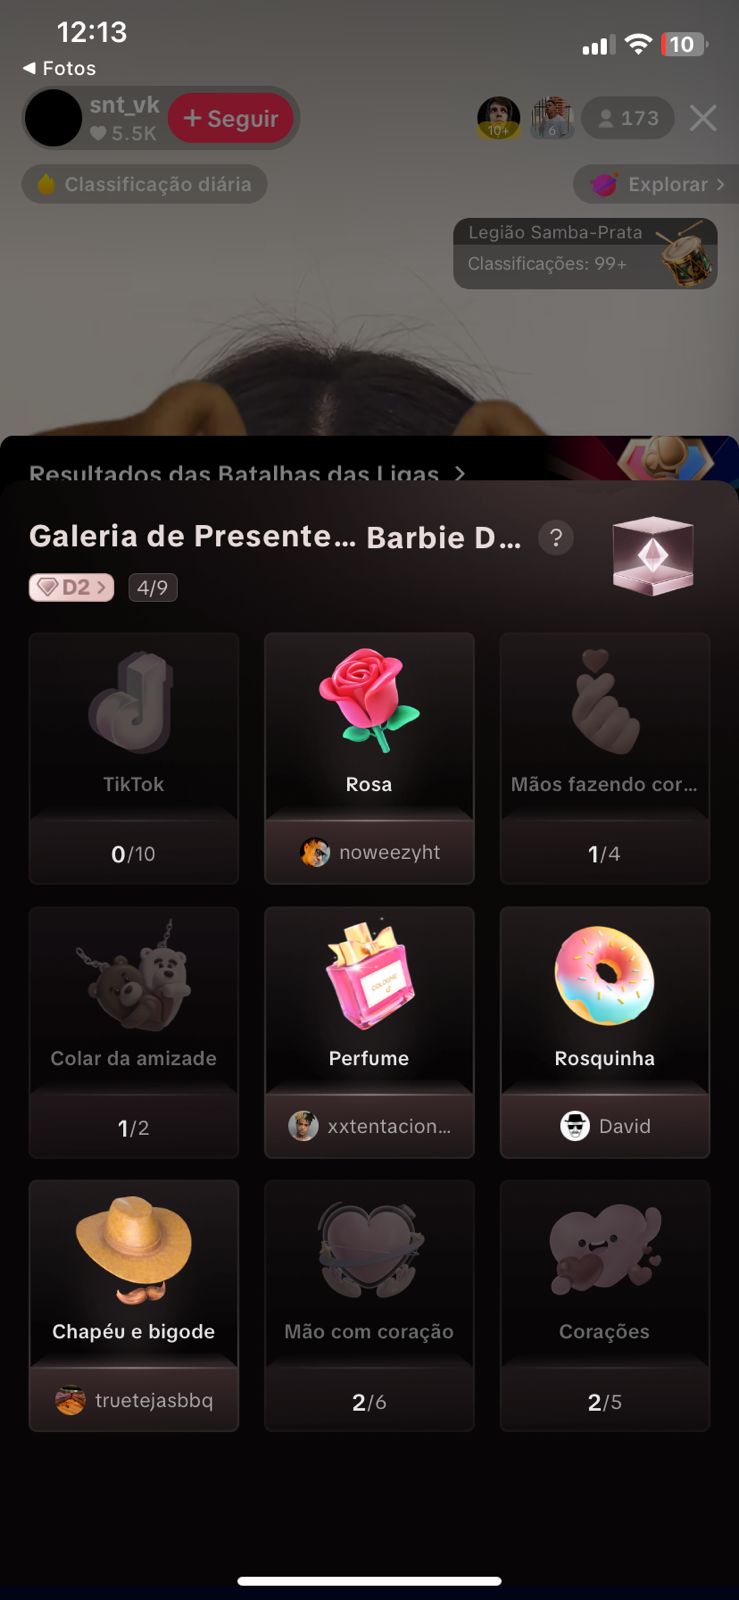 12:13
10
◀ Fotos
snt_vk
5.5K
+ Seguir
10+
6
173
Classificação diária
Explorar >
Legião Samba-Prata
Classificações: 99+
Resultados das Batalhas das Ligas >
Galeria de Presente... Barbie D... ?
D2 >
4/9
TikTok
0/10
Rosa
noweezyht
Mãos fazendo cor...
1/4
Colar da amizade
1/2
COLOGNE
Perfume
xxtentacion...
Rosquinha
David
Chapéu e bigode
truetejasbbq
Mão com coração
2/6
Corações
2/5